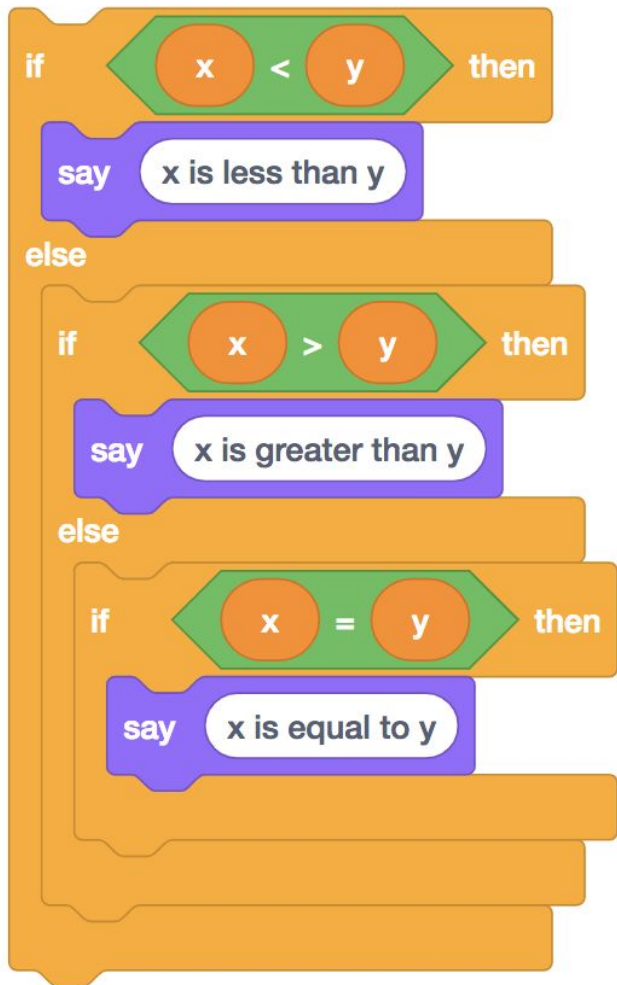 if x < y then
say x is less than y
else
if x > y then
say x is greater than y
else
if x = y then
say x is equal to y